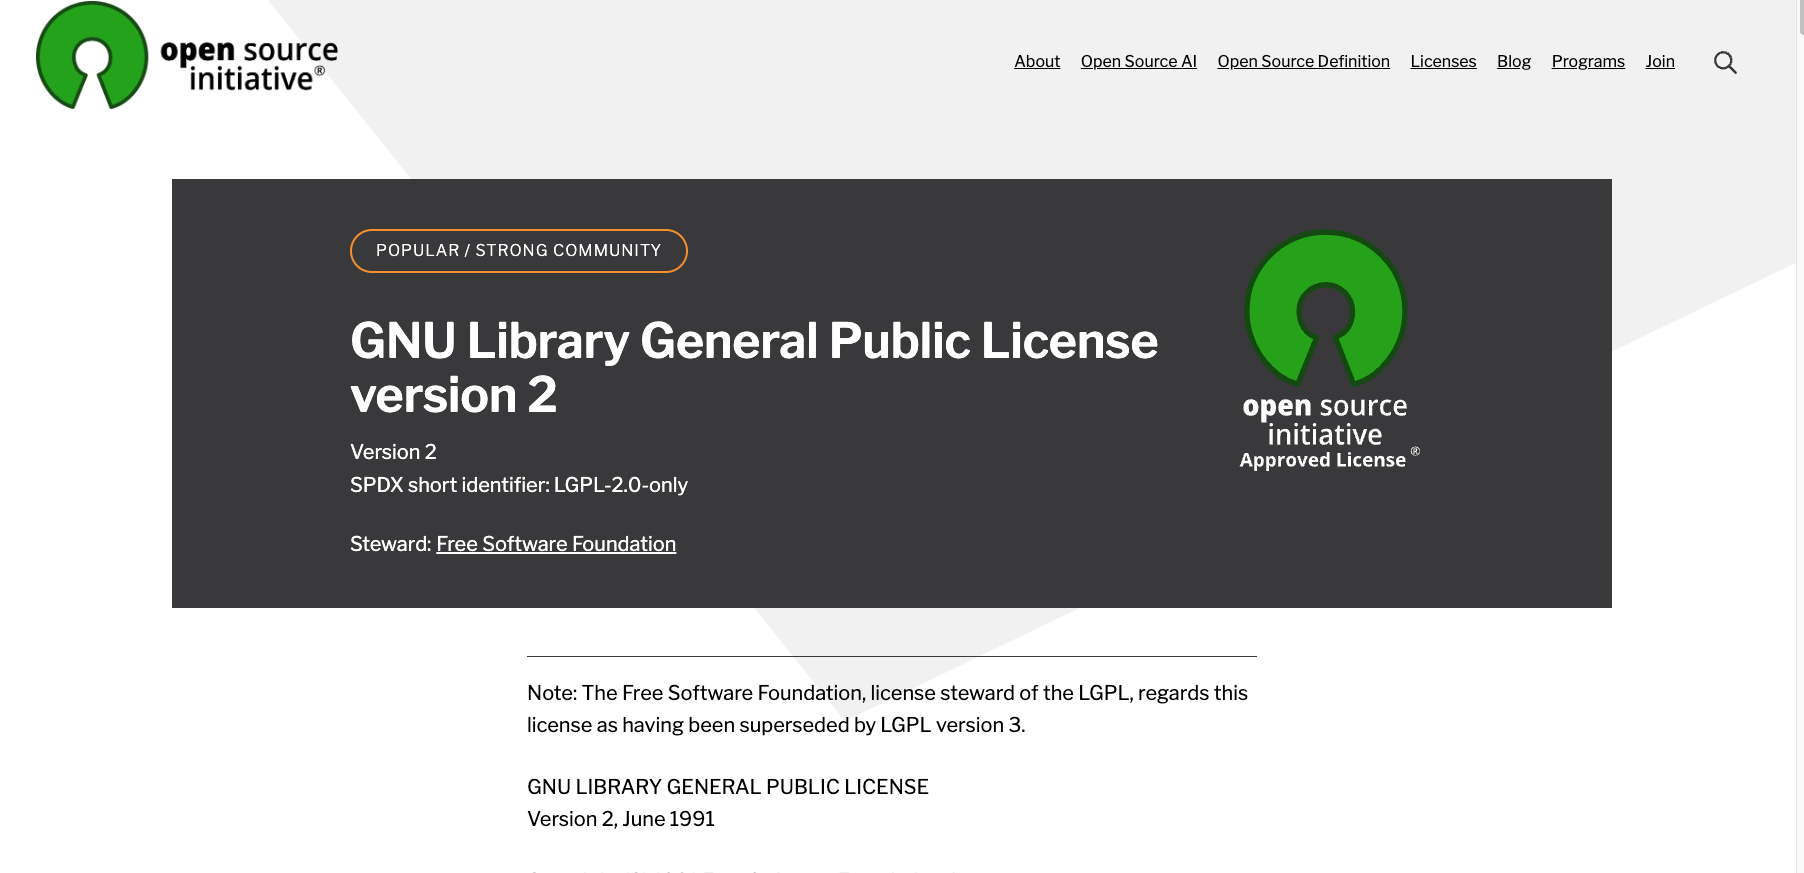 open source
initiative®
About Open Source AI Open Source Definition Licenses Blog Programs Join
POPULAR / STRONG COMMUNITY
GNU Library General Public License
version 2
Version 2
SPDX short identifier: LGPL-2.0-only
Steward: Free Software Foundation
open source
initiative
Approved License ®
Note: The Free Software Foundation, license steward of the LGPL, regards this
license as having been superseded by LGPL version 3.
GNU LIBRARY GENERAL PUBLIC LICENSE
Version 2, June 1991